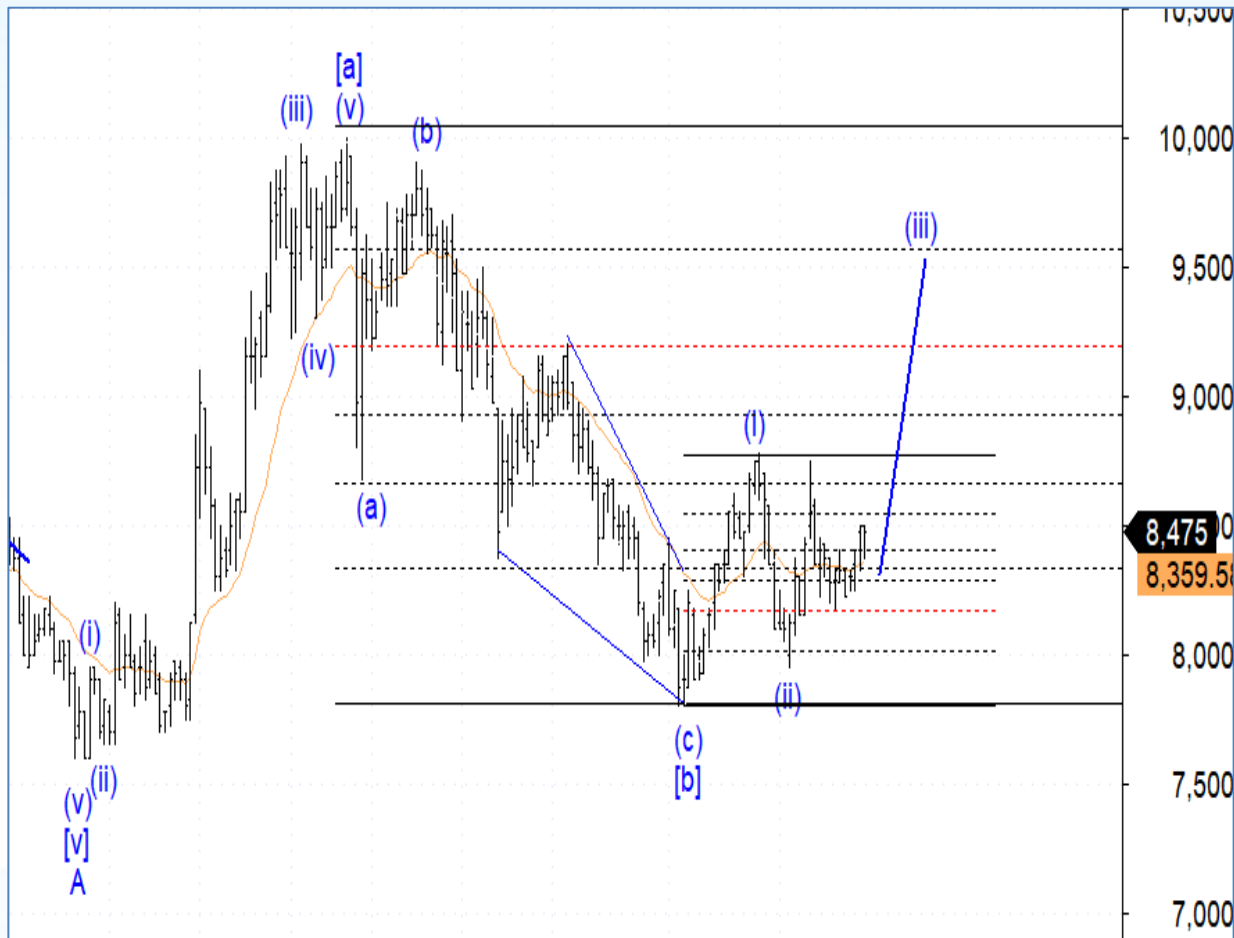 10,500
[a]
(iii) (v)
(b)
10,000
(iii)
9,500
(iv)
9,000
(I)
(a)
8,475
8,359.58
(i)
8,000
(ii)
(c)
[b]
7,500
(ii)
(v)
[v]
A
7,000